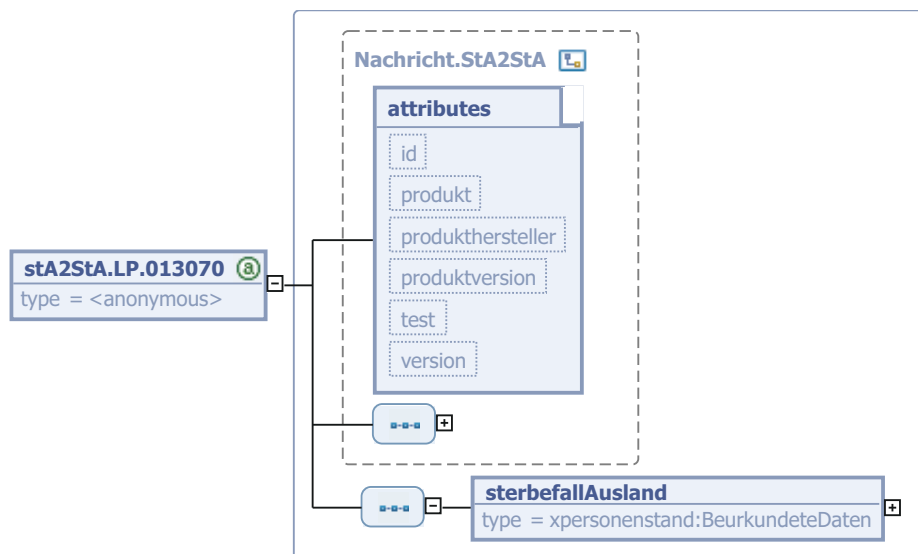 Nachricht.StA2StA
attributes
id
produkt
produkthersteller
produktversion
test
version
stA2StA.LP.013070 a
type = <anonymous>
sterbefallAusland
type = xpersonenstand:BeurkundeteDaten